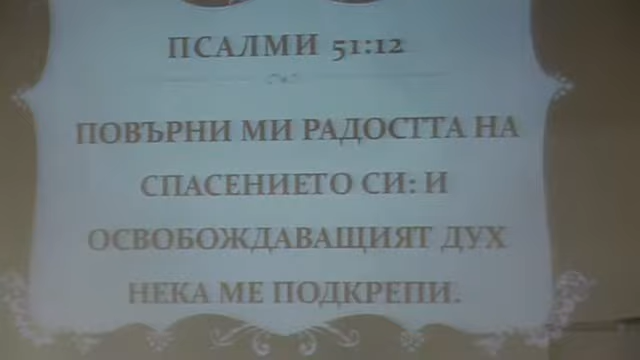 ПСАЛМИ 51:12
ПОВЪРНИ МИ РАДОСТТА НА
СПАСЕНИЕТО СИ: И
ОСВОБОЖДАВАЩИЯТ ДУХ
НЕКА МЕ ПОДКРЕПИ.